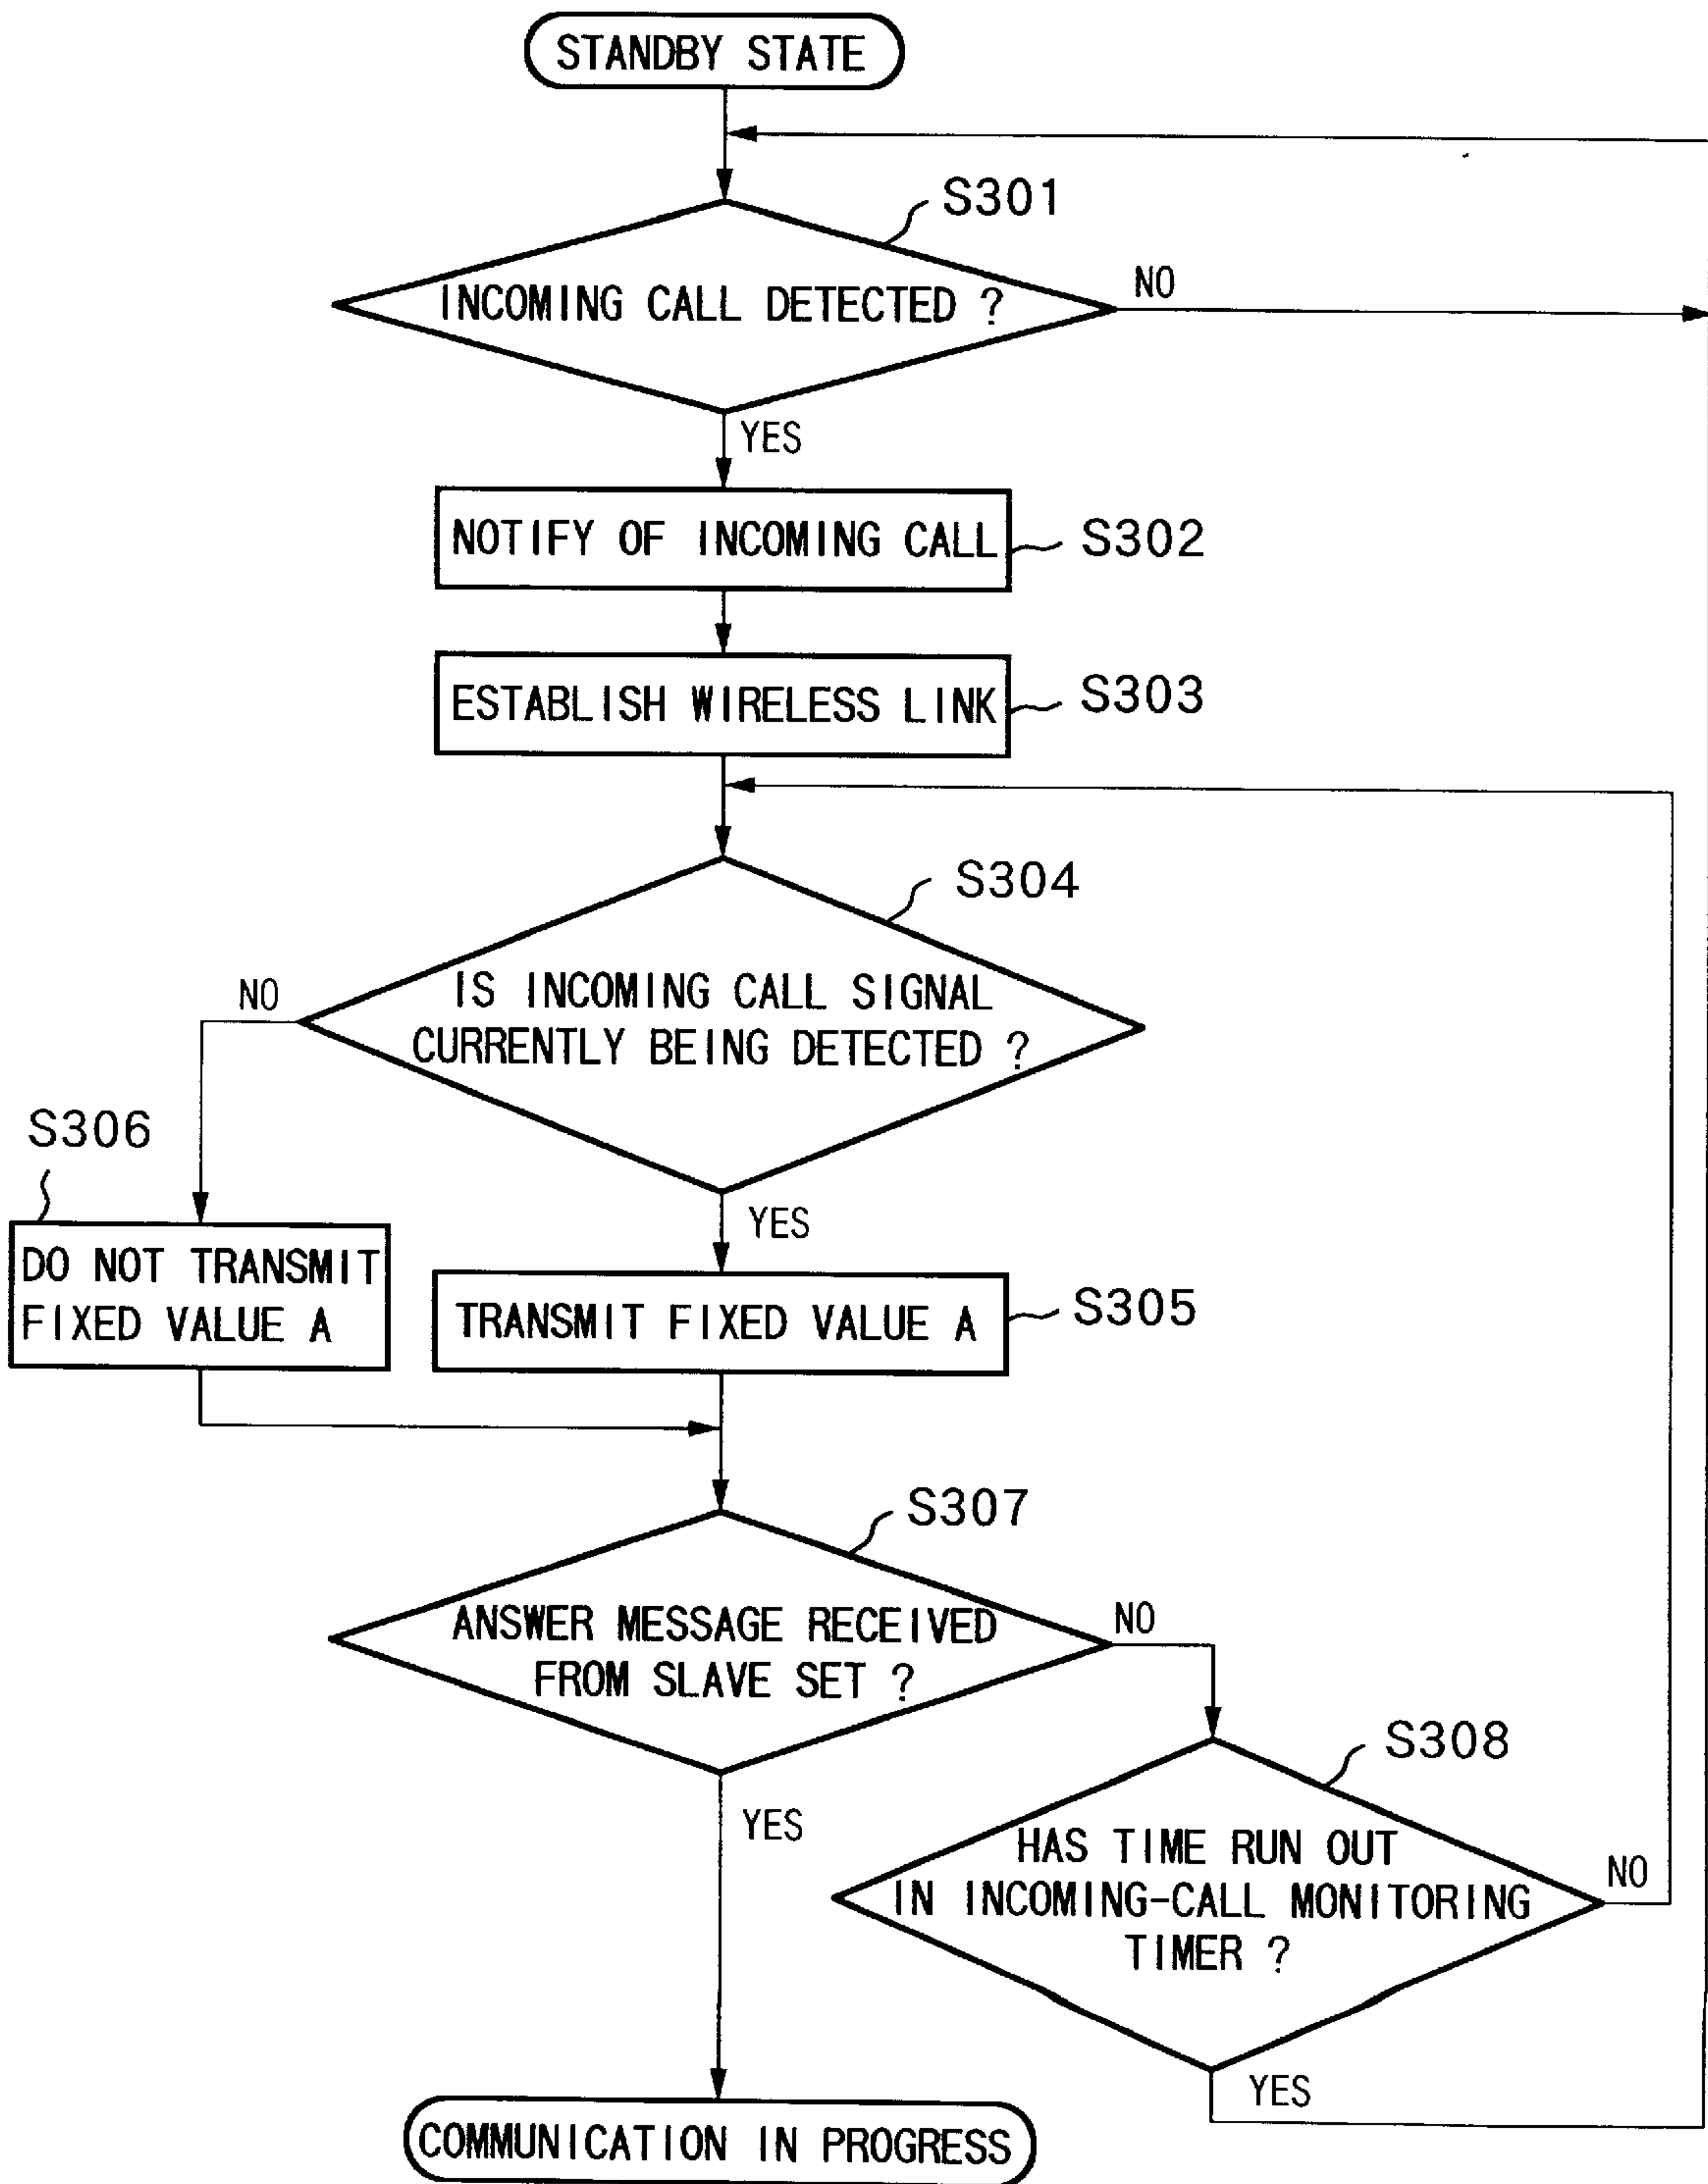 STANDBY STATE
S301
INCOMING CALL DETECTED ?
NO
YES
NOTIFY OF INCOMING CALL
S302
ESTABLISH WIRELESS LINK
S303
S304
IS INCOMING CALL SIGNAL
CURRENTLY BEING DETECTED ?
NO
YES
S306
DO NOT TRANSMIT
FIXED VALUE A
TRANSMIT FIXED VALUE A
S305
S307
ANSWER MESSAGE RECEIVED
FROM SLAVE SET ?
NO
YES
S308
HAS TIME RUN OUT
IN INCOMING-CALL MONITORING
TIMER ?
NO
YES
COMMUNICATION IN PROGRESS